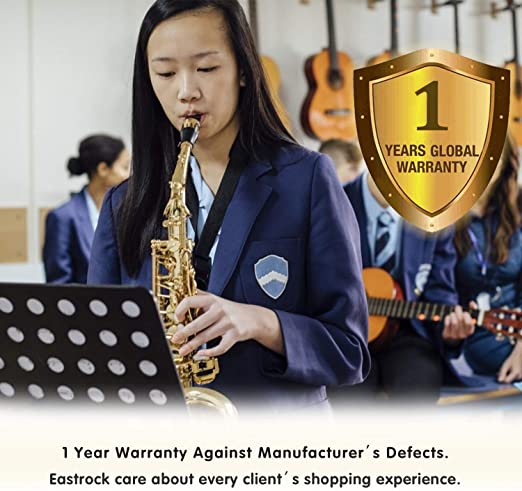 1
YEARS GLOBAL
WARRANTY
1 Year Warranty Against Manufacturer´s Defects.
Eastrock care about every client´s shopping experience.